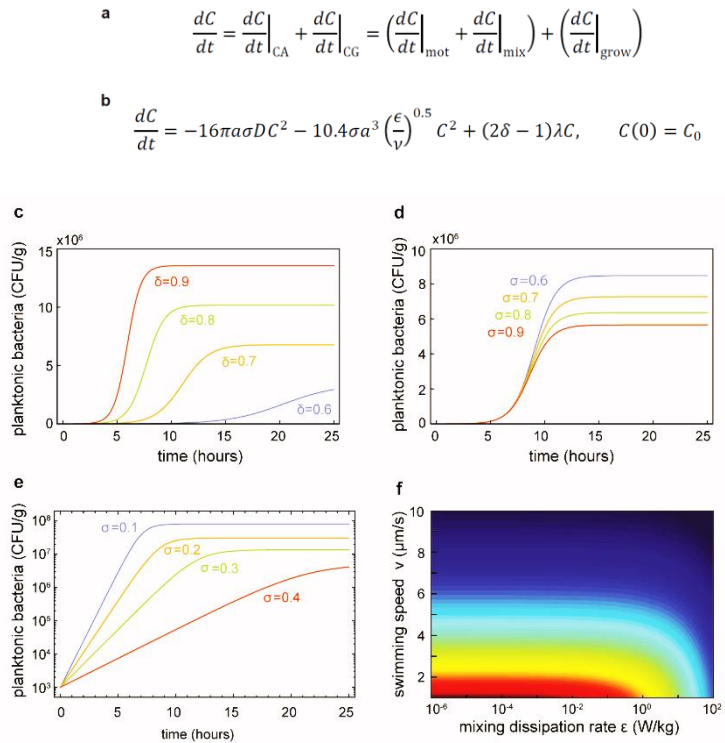 a
dC/dt = dC/dt|CA + dC/dt|CG = (dC/dt|mot + dC/dt|mix) + (dC/dt|grow)
b
dC/dt = −16πaσDC² − 10.4σa³ (ϵ/ν)^0.5 C² + (2δ − 1)λC, C(0) = C₀
c
x10⁶
planktonic bacteria (CFU/g)
15
10
5
0
δ=0.9
δ=0.8
δ=0.7
δ=0.6
0 5 10 15 20 25
time (hours)
d
x10⁶
planktonic bacteria (CFU/g)
10
8
6
4
2
0
σ=0.6
σ=0.7
σ=0.8
σ=0.9
0 5 10 15 20 25
time (hours)
e
planktonic bacteria (CFU/g)
10⁸
10⁷
10⁶
10⁵
10⁴
10³
σ=0.1
σ=0.2
σ=0.3
σ=0.4
0 5 10 15 20 25
time (hours)
f
swimming speed v (μm/s)
10
8
6
4
2
10⁻⁶ 10⁻⁴ 10⁻² 10⁰ 10²
mixing dissipation rate ε (W/kg)